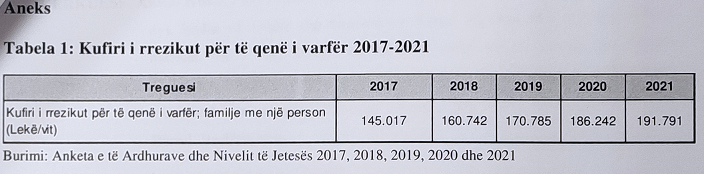 Aneks
Tabela 1: Kufiri i rrezikut për të qenë i varfër 2017-2021
Treguesi 2017 2018 2019 2020 2021
Kufiri i rrezikut për të qenë i varfër; familje me një person
(Lekë/vit) 145.017 160.742 170.785 186.242 191.791
Burimi: Anketa e të Ardhurave dhe Nivelit të Jetesës 2017, 2018, 2019, 2020 dhe 2021